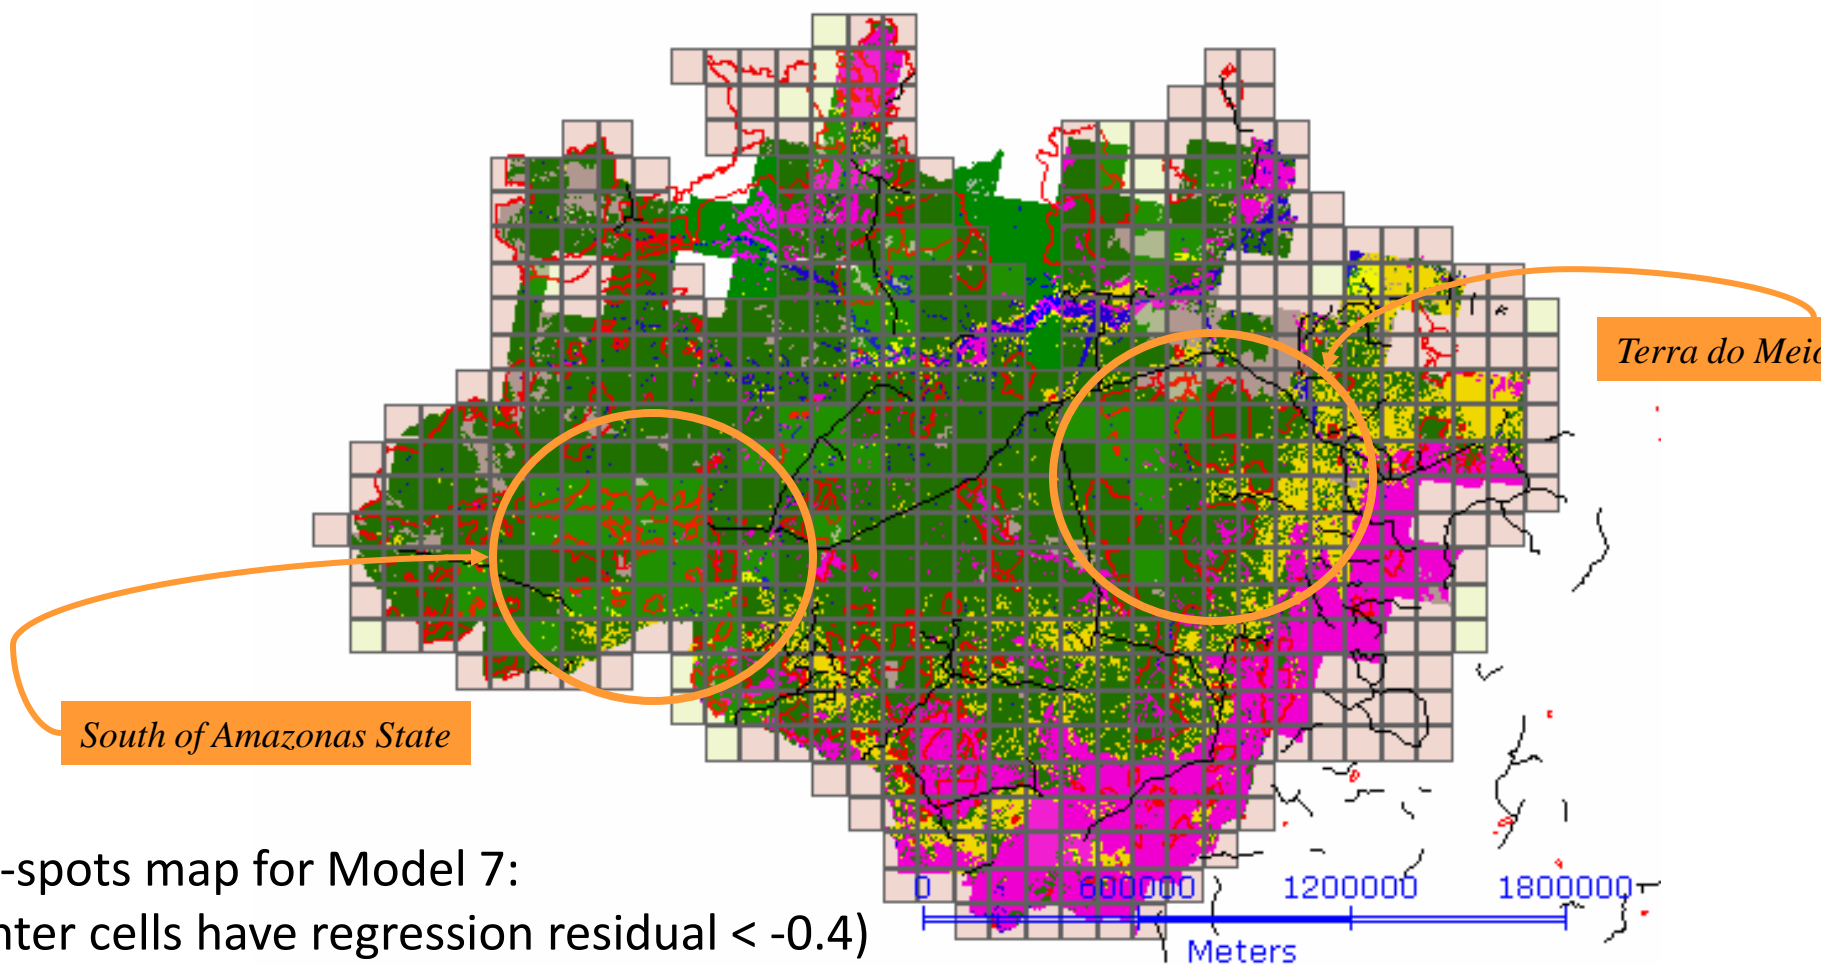 Terra do Meio
South of Amazonas State
-spots map for Model 7:
nter cells have regression residual < -0.4)
0 600000 1200000 1800000
Meters